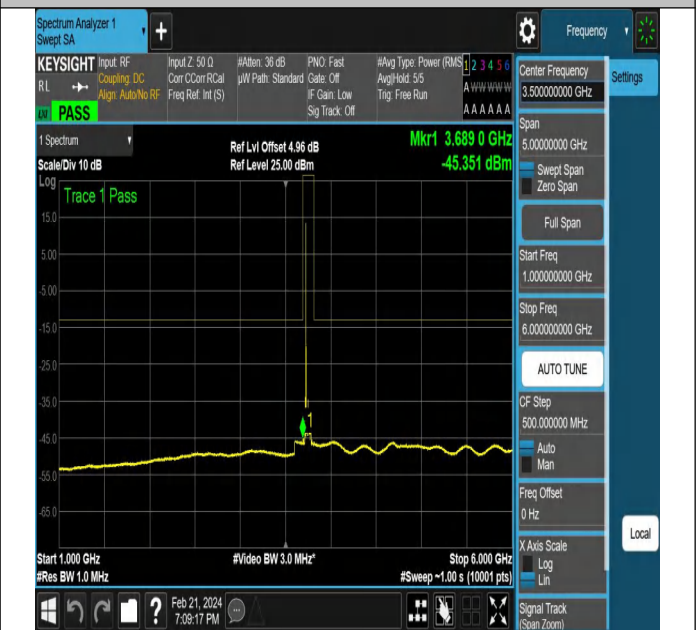 Spectrum Analyzer 1
Swept SA
Frequency
KEYSIGHT
RL
PASS
Input: RF
Coupling: DC
Align: Auto/No RF
Input Z: 50 Ω
Corr CCorr RCal
Freq Ref: Int (S)
#Atten: 36 dB
µW Path: Standard
PNO: Fast
Gate: Off
IF Gain: Low
Sig Track: Off
#Avg Type: Power (RMS
Avg|Hold: 5/5
Trig: Free Run
1 2 3 4 5 6
A W W W W W
A A A A A A
1 Spectrum
Scale/Div 10 dB
Ref Lvl Offset 4.96 dB
Ref Level 25.00 dBm
Mkr1 3.689 0 GHz
-45.351 dBm
Log
Trace 1 Pass
15.0
5.00
-5.00
-15.0
-25.0
-35.0
-45.0
-55.0
-65.0
1
Start 1.000 GHz
#Res BW 1.0 MHz
#Video BW 3.0 MHz*
Stop 6.000 GHz
#Sweep ~1.00 s (10001 pts)
Feb 21, 2024
7:09:17 PM
Center Frequency
3.500000000 GHz
Settings
Span
5.00000000 GHz
Swept Span
Zero Span
Full Span
Start Freq
1.000000000 GHz
Stop Freq
6.000000000 GHz
AUTO TUNE
CF Step
500.000000 MHz
Auto
Man
Freq Offset
0 Hz
X Axis Scale
Log
Lin
Signal Track
(Span Zoom)
Local